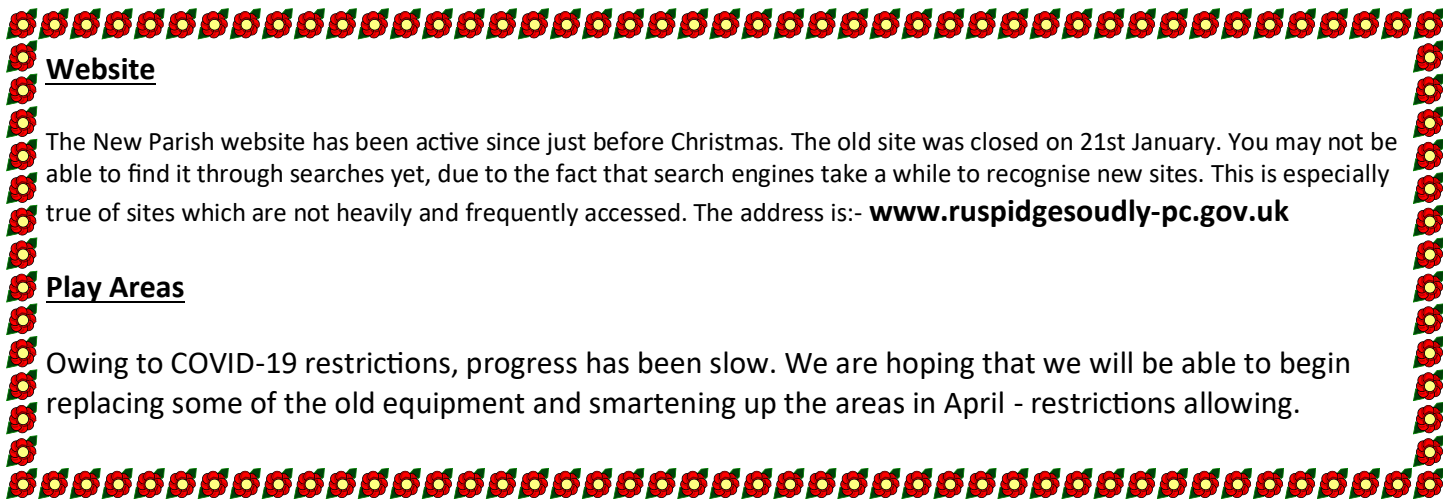 Website
The New Parish website has been active since just before Christmas. The old site was closed on 21st January. You may not be
able to find it through searches yet, due to the fact that search engines take a while to recognise new sites. This is especially
true of sites which are not heavily and frequently accessed. The address is:- www.ruspidgesoudly-pc.gov.uk
Play Areas
Owing to COVID-19 restrictions, progress has been slow. We are hoping that we will be able to begin
replacing some of the old equipment and smartening up the areas in April - restrictions allowing.